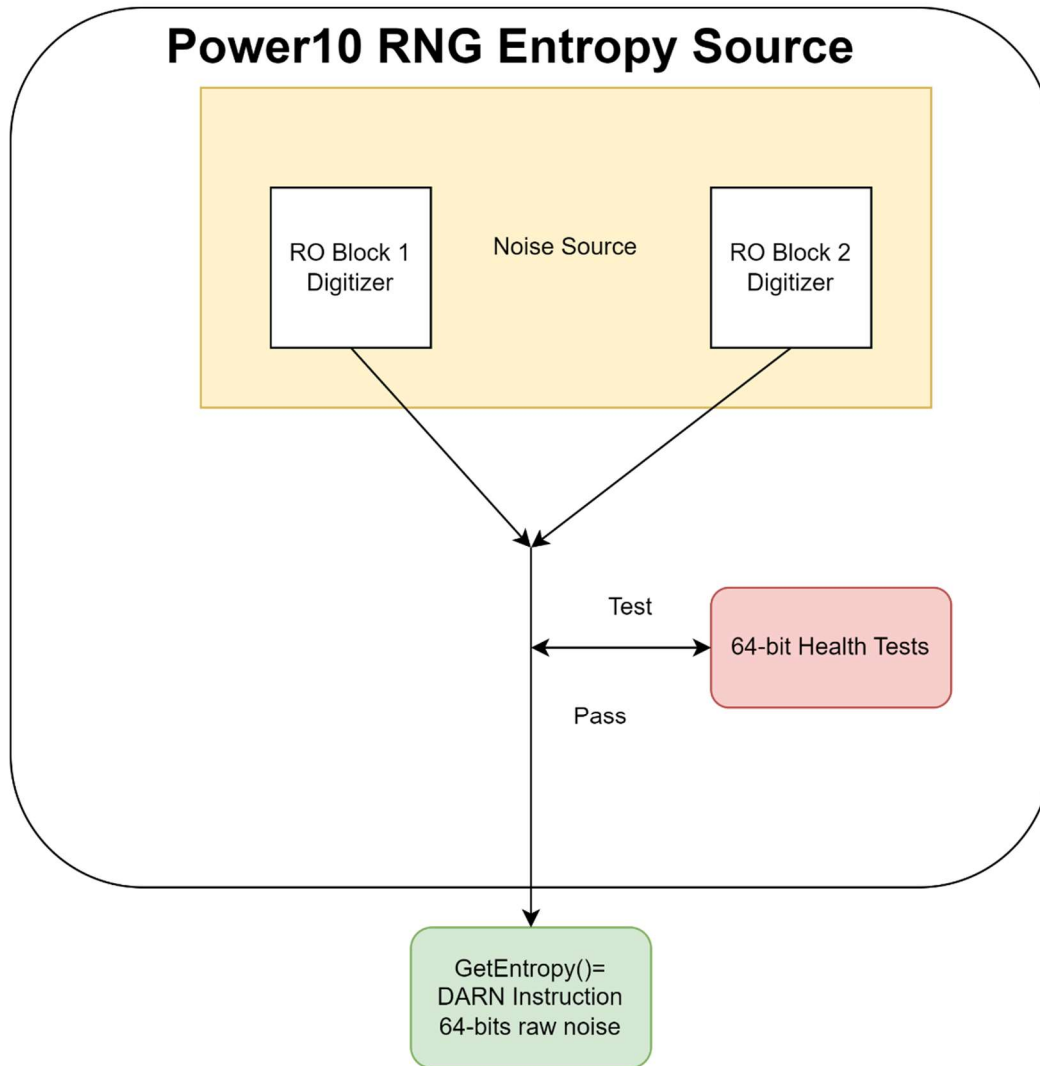 Power10 RNG Entropy Source
RO Block 1
Digitizer
Noise Source
RO Block 2
Digitizer
Test
64-bit Health Tests
Pass
GetEntropy()=
DARN Instruction
64-bits raw noise